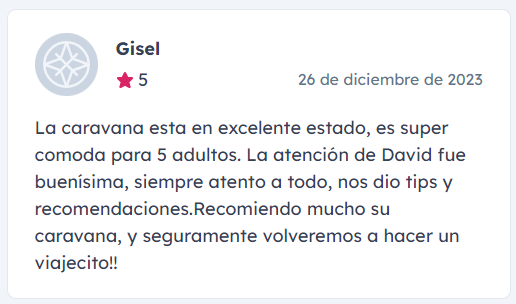 Gisel
5
26 de diciembre de 2023
La caravana esta en excelente estado, es super
comoda para 5 adultos. La atención de David fue
buenísima, siempre atento a todo, nos dio tips y
recomendaciones.Recomiendo mucho su
caravana, y seguramente volveremos a hacer un
viajecito!!